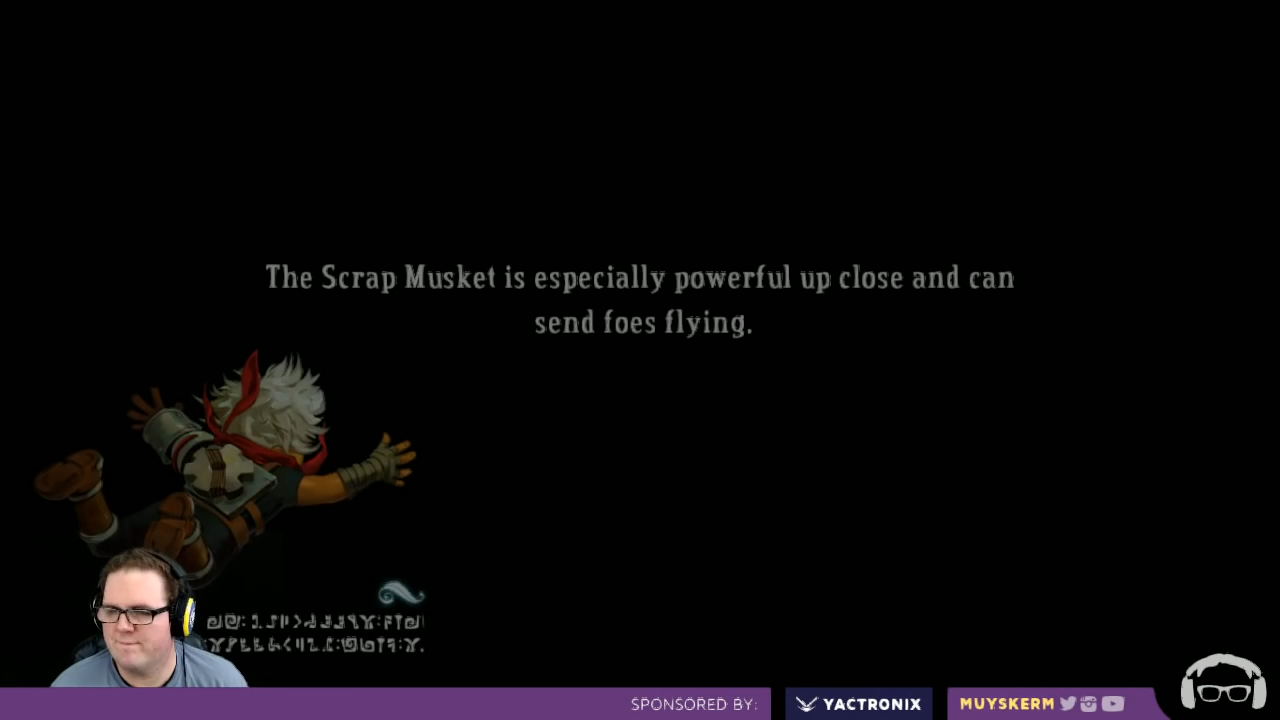 The Scrap Musket is especially powerful up close and can
send foes flying.
SPONSORED BY:
YACTRONIX
MUYSKERM